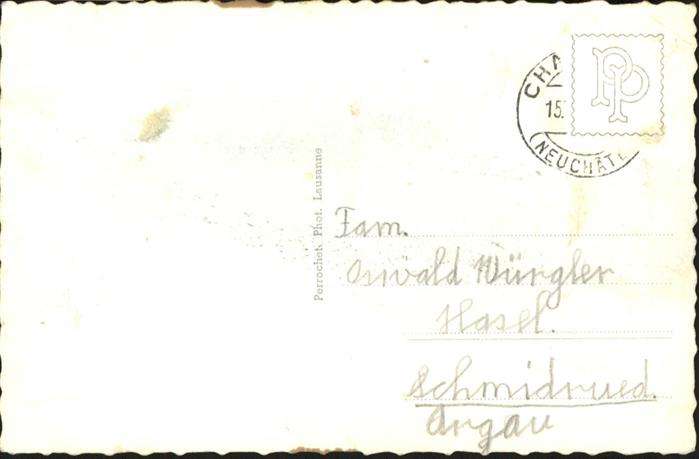 CHA
15.
(NEUCHÂT
PP
Perrochet, Phot. Lausanne
Fam.
Oswald Würgler
Hasel.
Schmidrued.
Argau